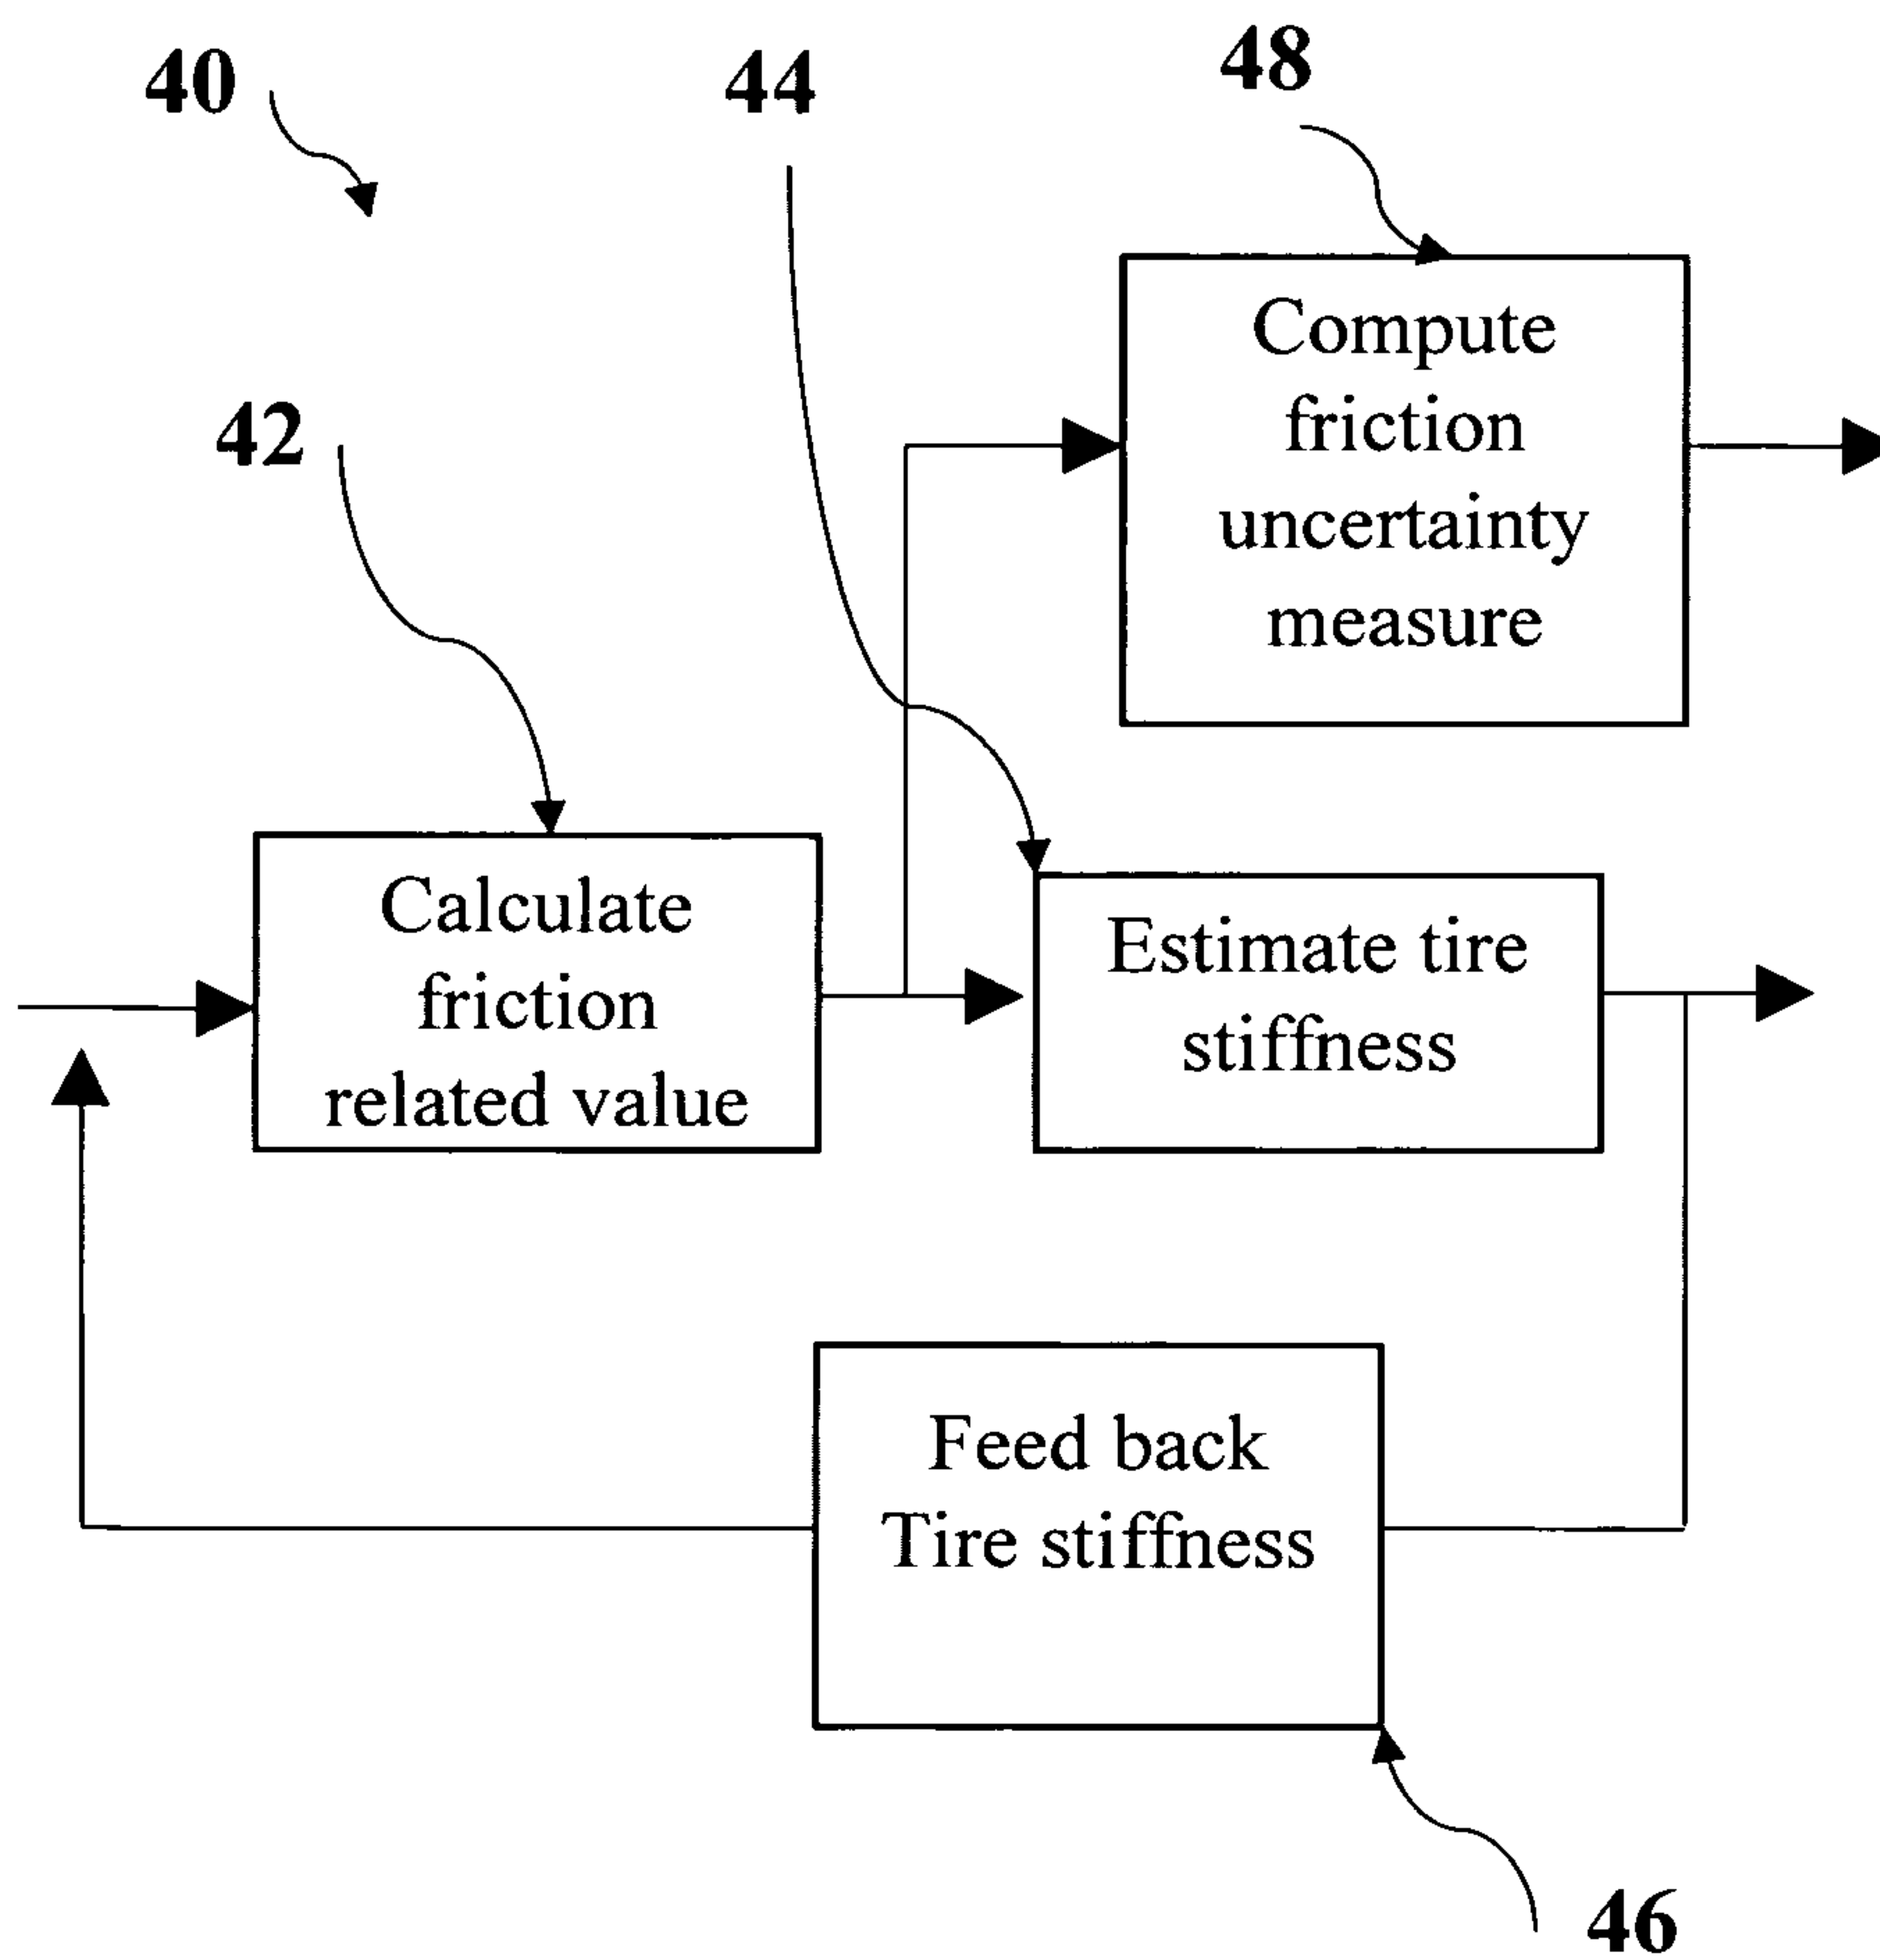 40
44
48
42
Compute
friction
uncertainty
measure
Calculate
friction
related value
Estimate tire
stiffness
Feed back
Tire stiffness
46